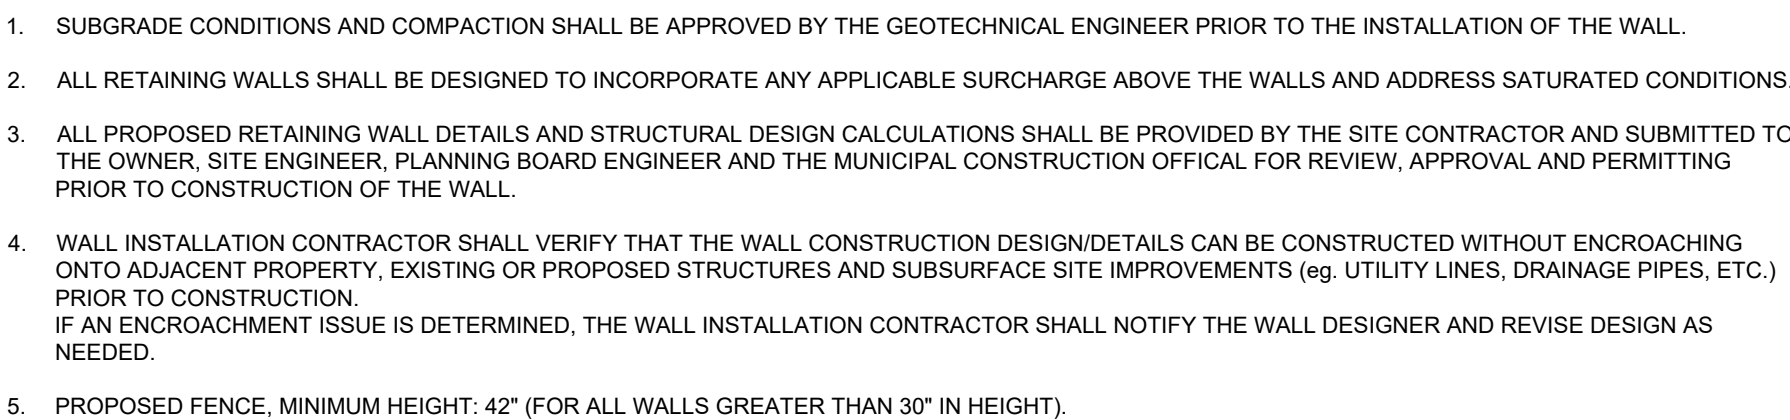 1. SUBGRADE CONDITIONS AND COMPACTION SHALL BE APPROVED BY THE GEOTECHNICAL ENGINEER PRIOR TO THE INSTALLATION OF THE WALL.
2. ALL RETAINING WALLS SHALL BE DESIGNED TO INCORPORATE ANY APPLICABLE SURCHARGE ABOVE THE WALLS AND ADDRESS SATURATED CONDITIONS.
3. ALL PROPOSED RETAINING WALL DETAILS AND STRUCTURAL DESIGN CALCULATIONS SHALL BE PROVIDED BY THE SITE CONTRACTOR AND SUBMITTED TO
THE OWNER, SITE ENGINEER, PLANNING BOARD ENGINEER AND THE MUNICIPAL CONSTRUCTION OFFICAL FOR REVIEW, APPROVAL AND PERMITTING
PRIOR TO CONSTRUCTION OF THE WALL.
4. WALL INSTALLATION CONTRACTOR SHALL VERIFY THAT THE WALL CONSTRUCTION DESIGN/DETAILS CAN BE CONSTRUCTED WITHOUT ENCROACHING
ONTO ADJACENT PROPERTY, EXISTING OR PROPOSED STRUCTURES AND SUBSURFACE SITE IMPROVEMENTS (eg. UTILITY LINES, DRAINAGE PIPES, ETC.)
PRIOR TO CONSTRUCTION.
IF AN ENCROACHMENT ISSUE IS DETERMINED, THE WALL INSTALLATION CONTRACTOR SHALL NOTIFY THE WALL DESIGNER AND REVISE DESIGN AS
NEEDED.
5. PROPOSED FENCE, MINIMUM HEIGHT: 42" (FOR ALL WALLS GREATER THAN 30" IN HEIGHT).